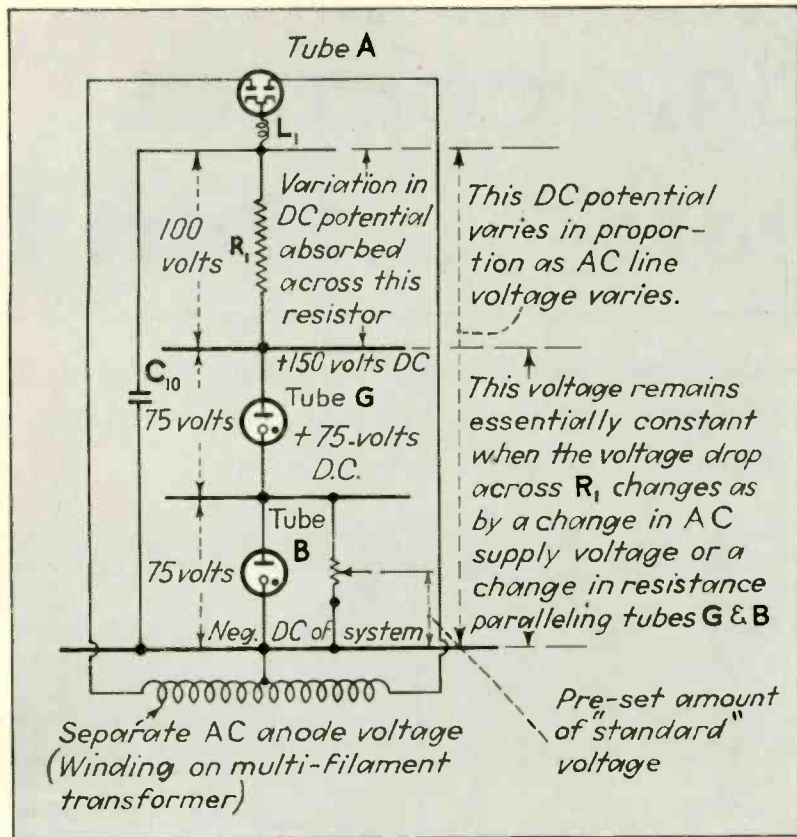 Tube A
L1
100
volts
R1
Variation in
DC potential
absorbed
across this
resistor
This DC potential
varies in propor-
tion as AC line
voltage varies.
+150 volts DC
C10
75 volts
Tube G
+75-volts
D.C.
This voltage remains
essentially constant
when the voltage drop
across R1 changes as
by a change in AC
supply voltage or a
change in resistance
paralleling tubes G & B
Tube
B
75 volts
Neg. DC of system
Separate AC anode voltage
(Winding on multi-filament
transformer)
Pre-set amount
of "standard"
voltage